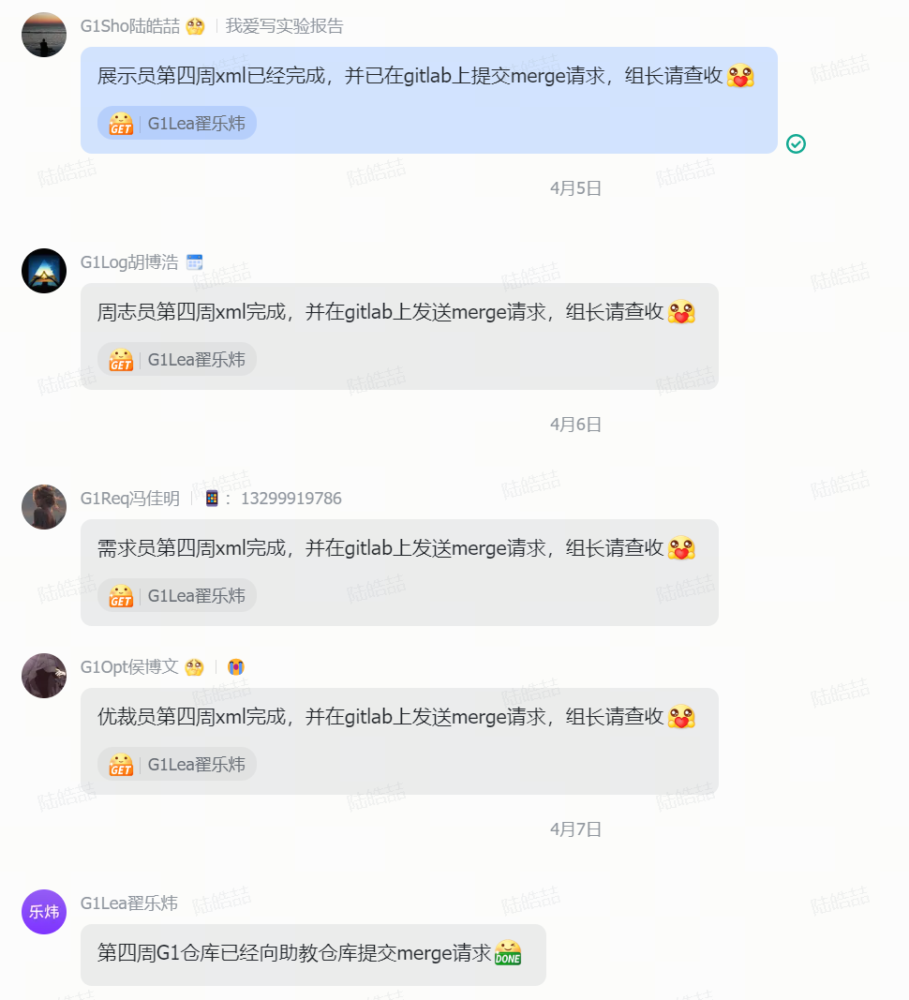 G1Sho陆皓喆 我爱写实验报告
展示员第四周xml已经完成，并已在gitlab上提交merge请求，组长请查收
GET G1Lea翟乐炜
4月5日
G1Log胡博浩
周志员第四周xml完成，并在gitlab上发送merge请求，组长请查收
GET G1Lea翟乐炜
4月6日
G1Req冯佳明 ：13299919786
需求员第四周xml完成，并在gitlab上发送merge请求，组长请查收
GET G1Lea翟乐炜
G1Opt侯博文
优裁员第四周xml完成，并在gitlab上发送merge请求，组长请查收
GET G1Lea翟乐炜
4月7日
乐炜
G1Lea翟乐炜
第四周G1仓库已经向助教仓库提交merge请求 DONE
陆皓喆